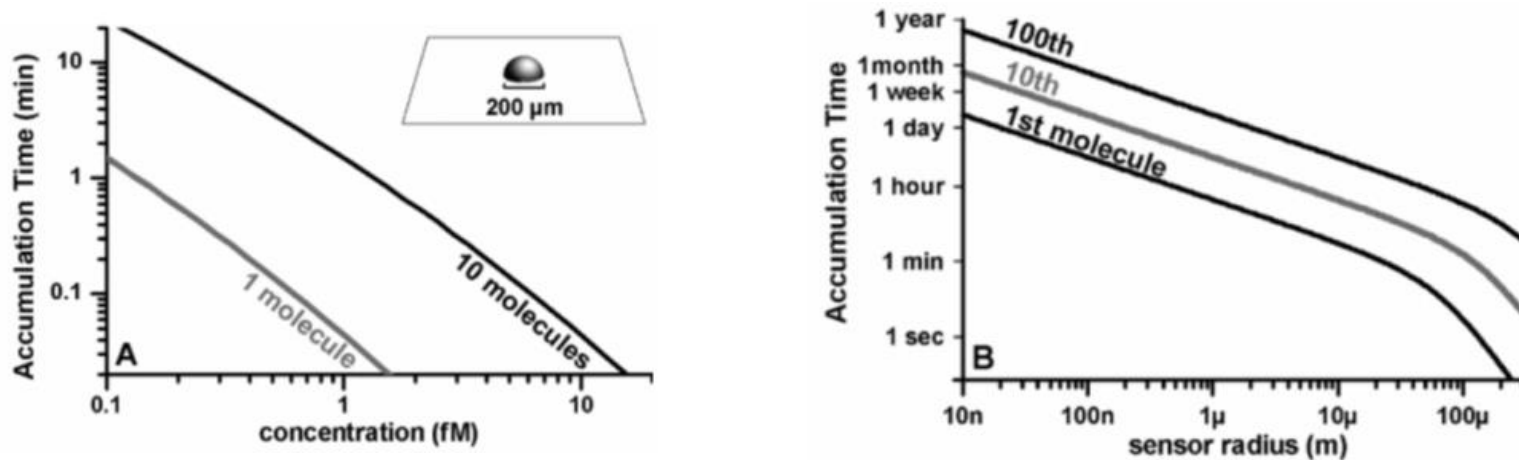 Accumulation Time (min)
10
1
0.1
200 µm
1 molecule
10 molecules
A
0.1
1
10
concentration (fM)
Accumulation Time
1 year
1month
1 week
1 day
1 hour
1 min
1 sec
100th
10th
1st molecule
B
10n
100n
1µ
10µ
100µ
sensor radius (m)